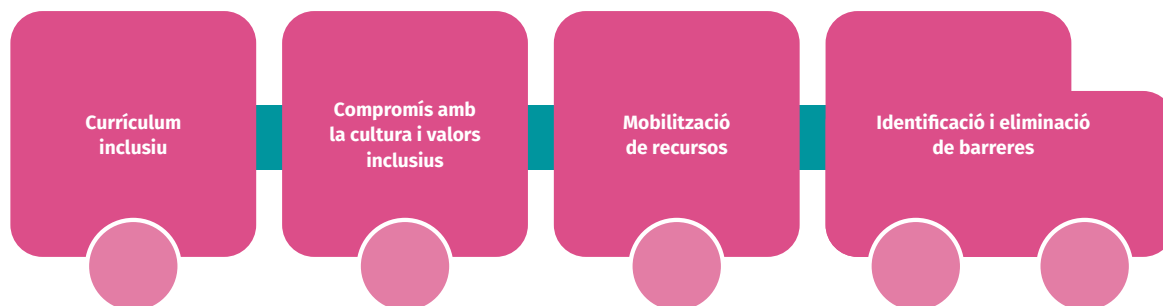 Currículum
inclusiu
Compromís amb
la cultura i valors
inclusius
Mobilització
de recursos
Identificació i eliminació
de barreres